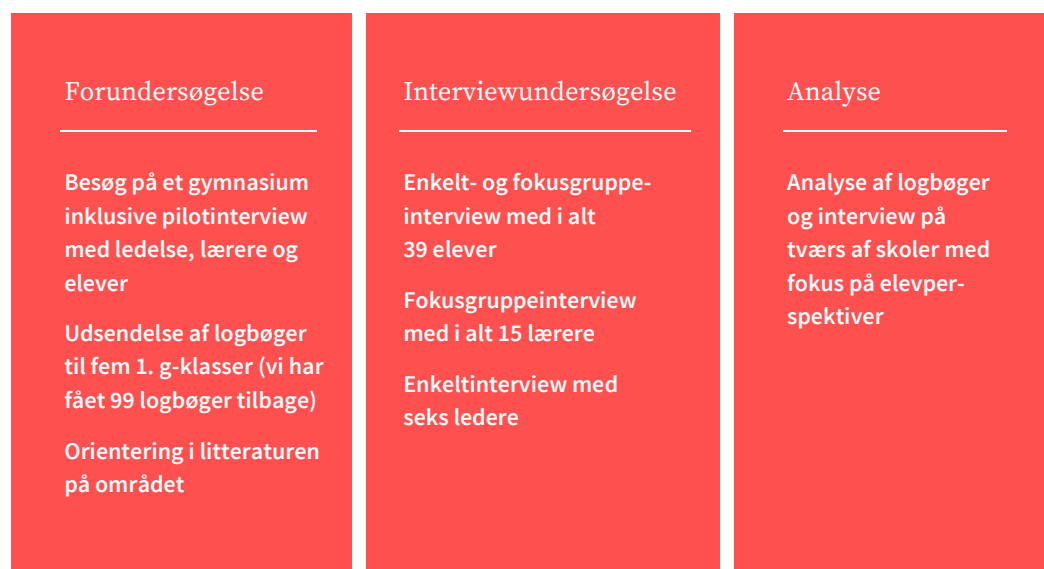 Forundersøgelse
Besøg på et gymnasium
inklusive pilotinterview
med ledelse, lærere og
elever
Udsendelse af logbøger
til fem 1. g-klasser (vi har
fået 99 logbøger tilbage)
Orientering i litteraturen
på området
Interviewundersøgelse
Enkelt- og fokusgruppe-
interview med i alt
39 elever
Fokusgruppeinterview
med i alt 15 lærere
Enkeltinterview med
seks ledere
Analyse
Analyse af logbøger
og interview på
tværs af skoler med
fokus på elevper-
spektiver